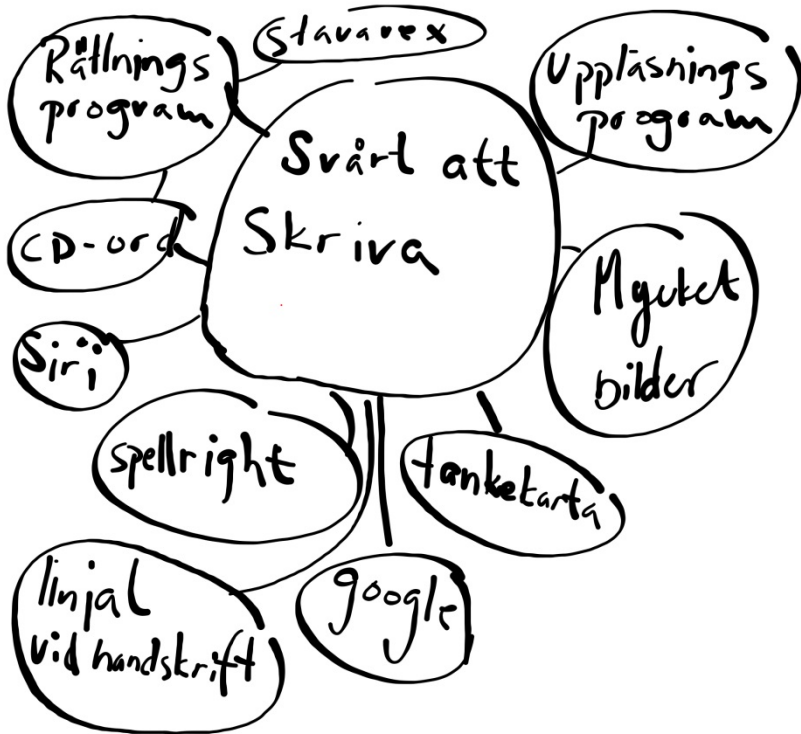 Stavarex
Rättnings
program
Uppläsnings
program
Svårt att
Skriva
CD-ord
Mycket
bilder
Siri
spellright
tankekarta
google
linjal
vid handskrift